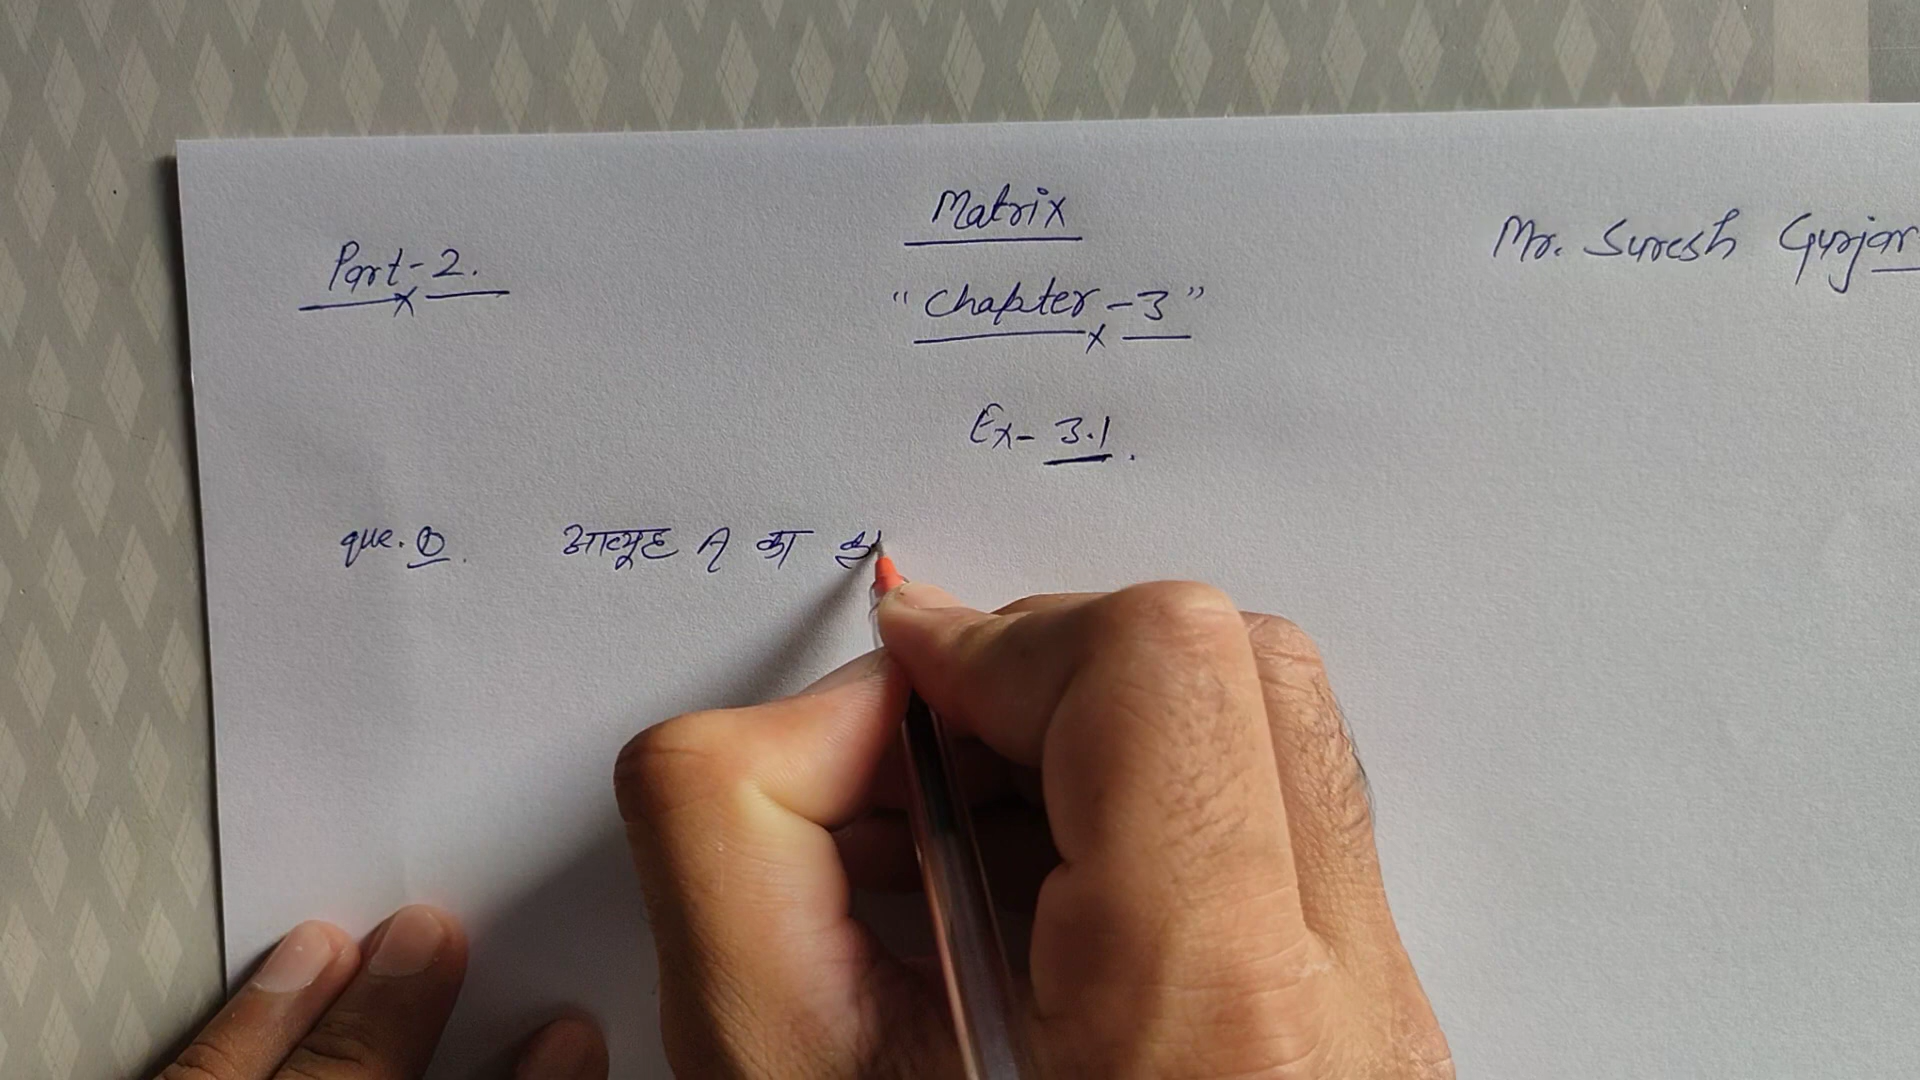 Matrix
Part-2.
Mr. Suresh Gurjar
"Chapter-3"
Ex- 3.1.
que. ①. आव्यूह A का